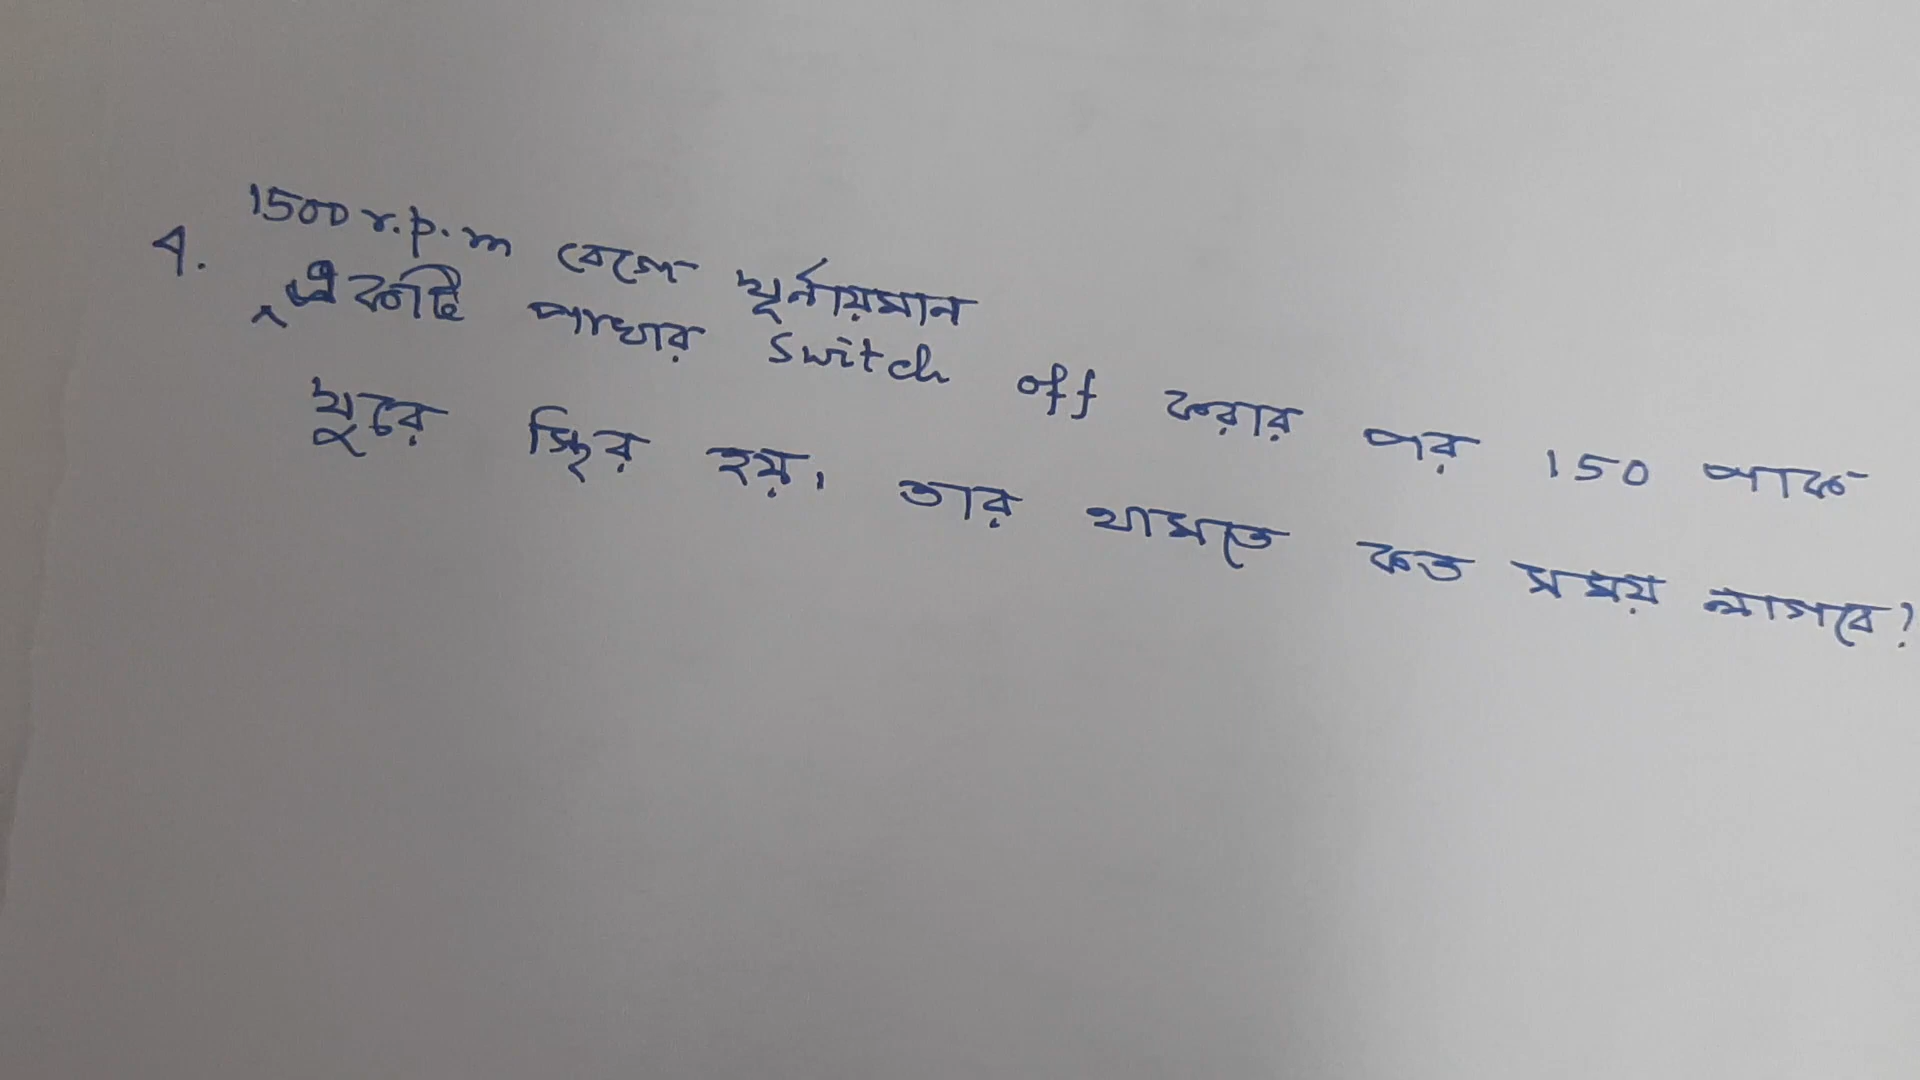 1500 r.p.m বেগে ঘূর্নায়মান
4. একটি পাখার switch off করার পর 150 পাক
ঘুরে স্থির হয়। তার থামতে কত সময় লাগবে?